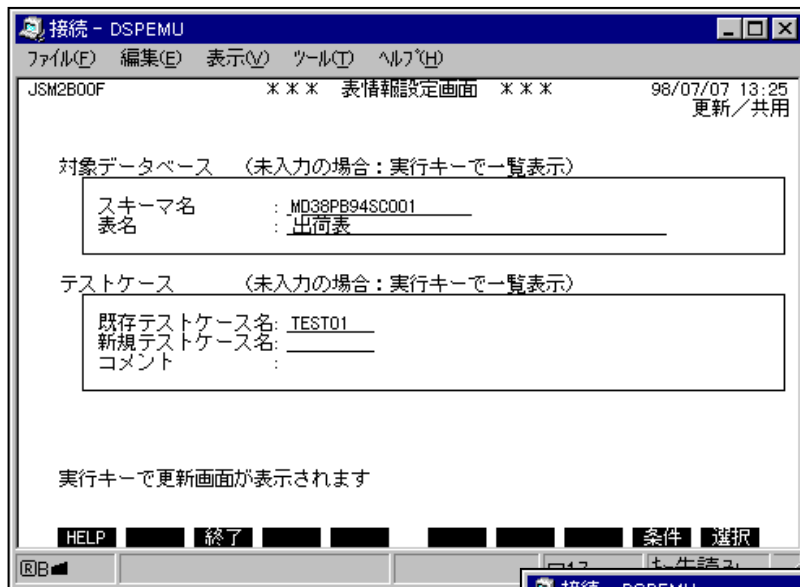 接続 - DSPEMU
ファイル(F) 編集(E) 表示(V) ツール(T) ヘルプ(H)
JSM2B00F ＊＊＊ 表情報設定画面 ＊＊＊ 98/07/07 13:25
更新／共用
対象データベース （未入力の場合：実行キーで一覧表示）
スキーマ名 : MD38PB94SC001
表名 : 出荷表
テストケース （未入力の場合：実行キーで一覧表示）
既存テストケース名: TEST01
新規テストケース名:
コメント :
実行キーで更新画面が表示されます
HELP 終了 条件 選択
R B
接続 - DSPEMU